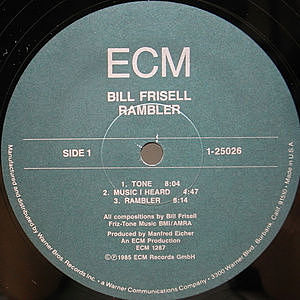 ECM
BILL FRISELL
RAMBLER
SIDE 1 1-25026
1. TONE 8:04
2. MUSIC I HEARD 4:47
3. RAMBLER 8:14
All compositions by Bill Frisell
Friz-Tone Music BMI/AMRA
Produced by Manfred Eicher
An ECM Production
ECM 1287
Ⓟ1985 ECM Records GmbH
Manufactured and distributed by Warner Bros. Records Inc. • a Warner Communications Company • 3300 Warner Blvd., Burbank, Calif. 91510 • Made in U.S.A.